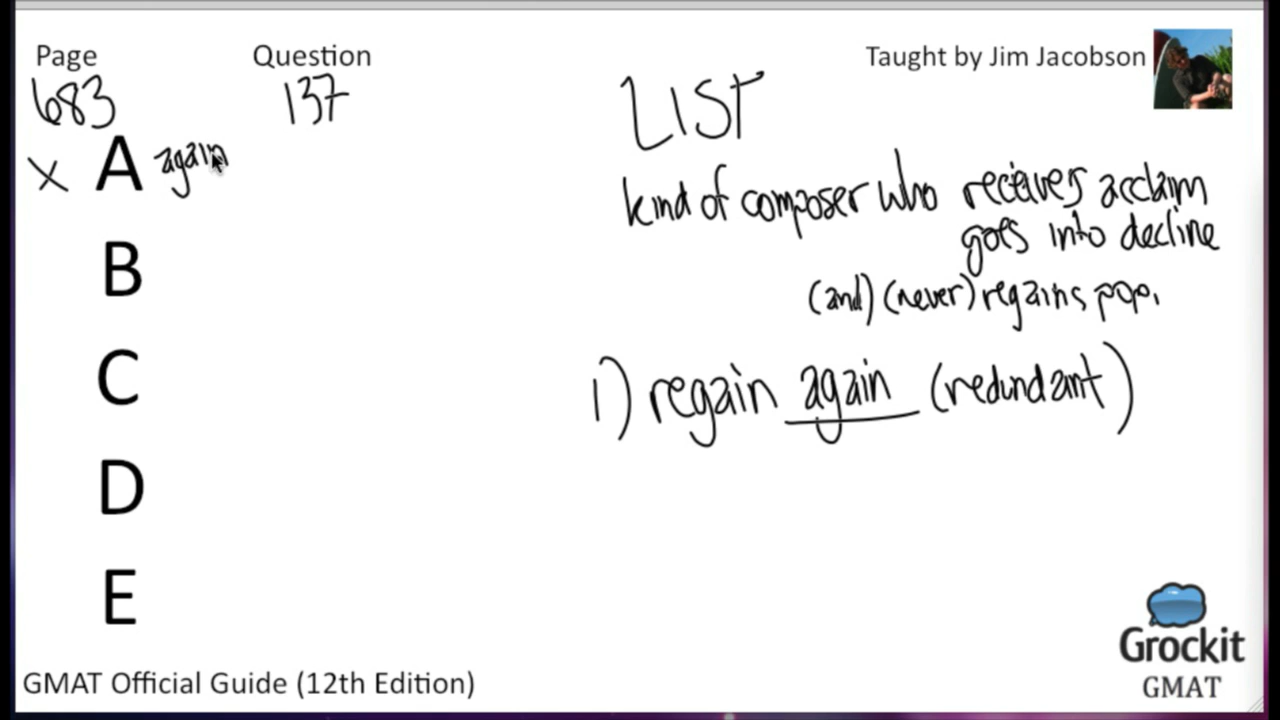 Page Question Taught by Jim Jacobson
683 137
LIST
X A again
kind of composer who receives acclaim
goes into decline
(and) (never) regains pop.
B
C
1) regain again (redundant)
D
E
Grockit
GMAT
GMAT Official Guide (12th Edition)